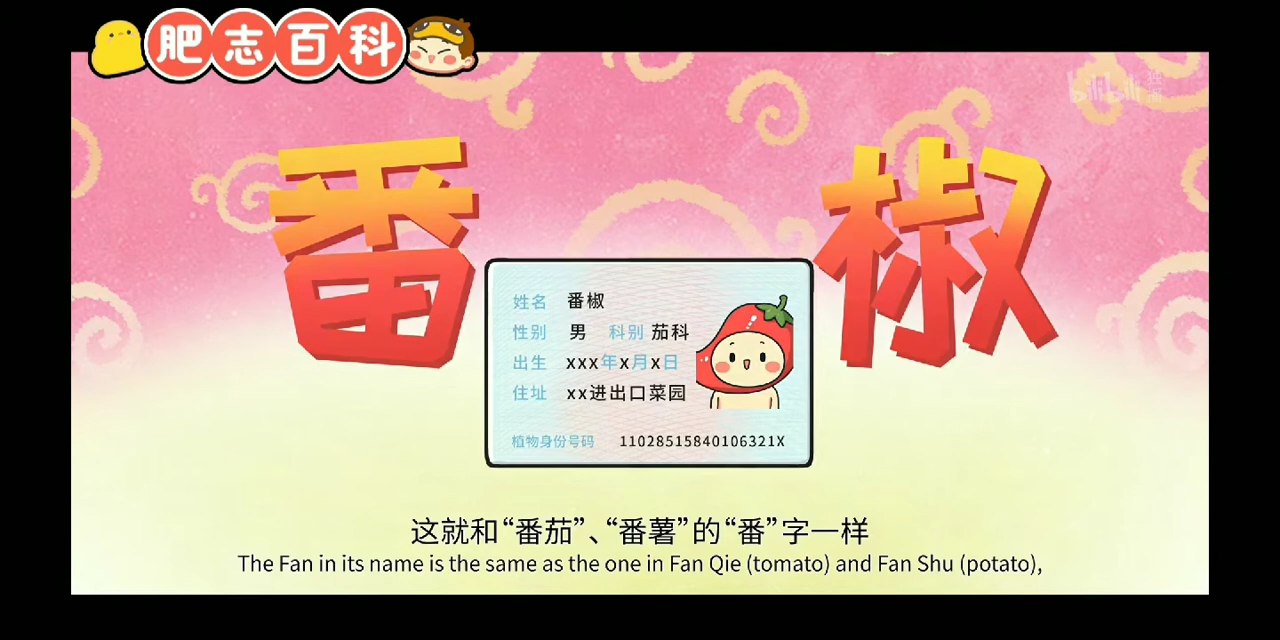 肥志百科
bilibili 独家
番椒
姓名 番椒
性别 男 科别 茄科
出生 xxx年x月x日
住址 xx进出口菜园
植物身份号码 11028515840106321X
这就和“番茄”、“番薯”的“番”字一样
The Fan in its name is the same as the one in Fan Qie (tomato) and Fan Shu (potato),